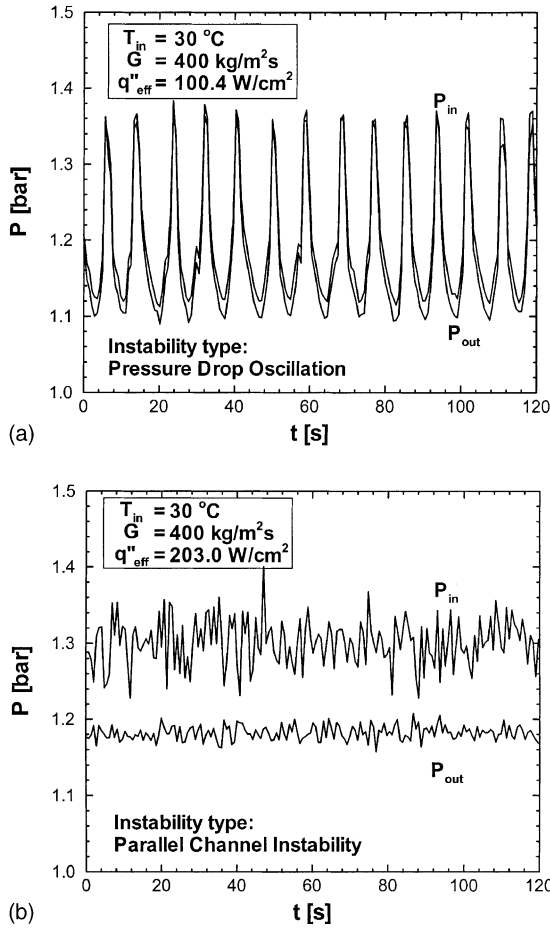 1.5
T_in = 30 °C
G = 400 kg/m²s
q"_eff = 100.4 W/cm²
1.4
P_in
1.3
P [bar]
1.2
1.1
P_out
Instability type:
Pressure Drop Oscillation
1.0
0 20 40 60 80 100 120
(a)
t [s]
1.5
T_in = 30 °C
G = 400 kg/m²s
q"_eff = 203.0 W/cm²
1.4
P_in
1.3
P [bar]
1.2
P_out
1.1
Instability type:
Parallel Channel Instability
1.0
0 20 40 60 80 100 120
(b)
t [s]